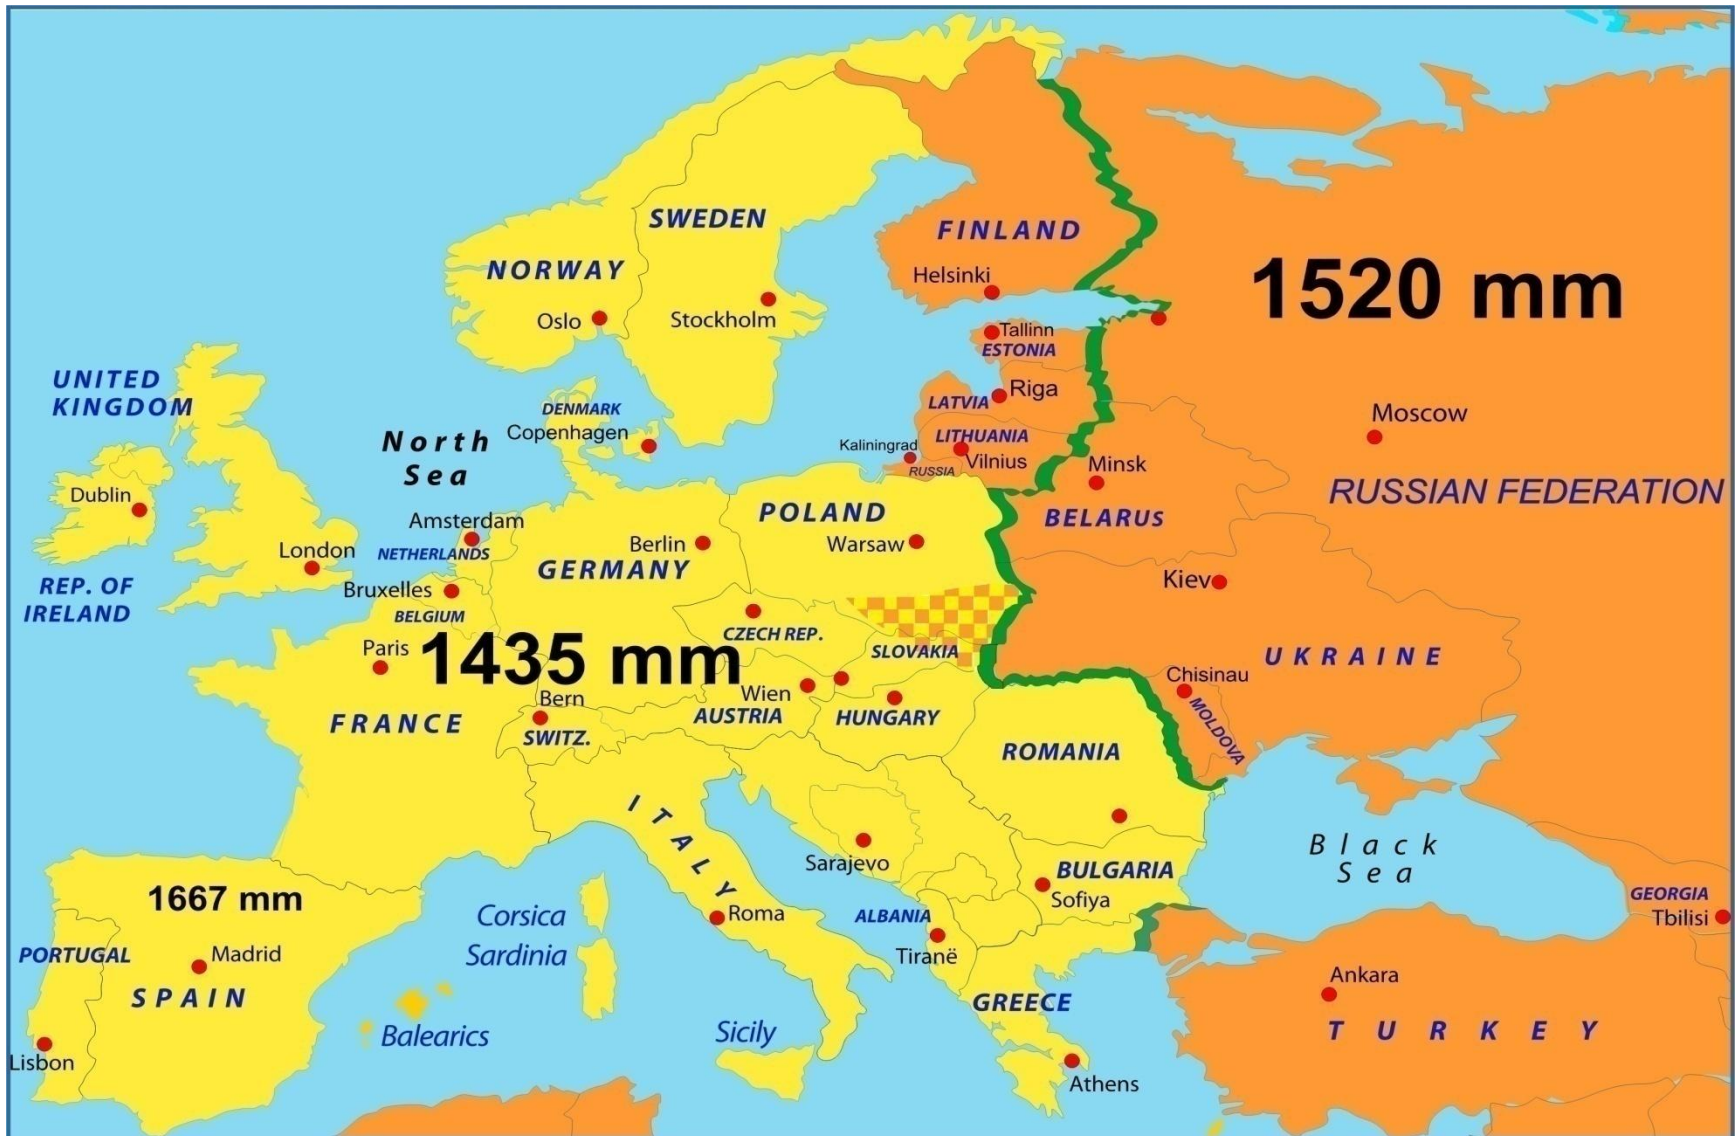 SWEDEN
FINLAND
NORWAY
1520 mm
Helsinki
Oslo
Stockholm
Tallinn
ESTONIA
UNITED
KINGDOM
Riga
LATVIA
DENMARK
Copenhagen
Moscow
North
Sea
LITHUANIA
Kaliningrad
Vilnius
RUSSIA
Minsk
Dublin
RUSSIAN FEDERATION
POLAND
BELARUS
Amsterdam
Warsaw
Berlin
London
NETHERLANDS
GERMANY
REP. OF
IRELAND
Bruxelles
Kiev
BELGIUM
CZECH REP.
Paris
1435 mm
SLOVAKIA
UKRAINE
Chisinau
Bern
Wien
MOLDOVA
FRANCE
SWITZ.
AUSTRIA
HUNGARY
ROMANIA
ITALY
Black
Sea
Sarajevo
BULGARIA
1667 mm
Sofiya
GEORGIA
Tbilisi
Corsica
Sardinia
Roma
ALBANIA
Tiranë
PORTUGAL
Madrid
SPAIN
Ankara
GREECE
TURKEY
Balearics
Sicily
Lisbon
Athens